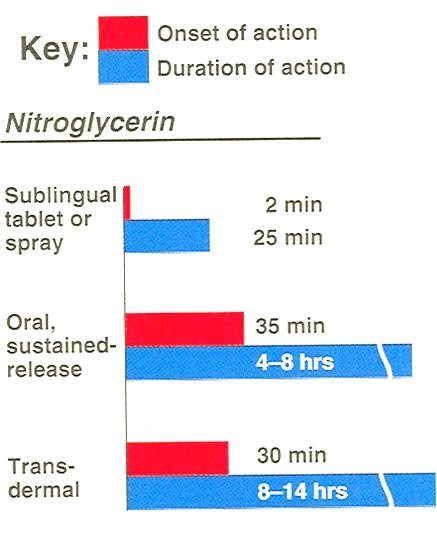 Key:
Onset of action
Duration of action
Nitroglycerin
Sublingual
tablet or
spray
2 min
25 min
Oral,
sustained-
release
35 min
4–8 hrs
Trans-
dermal
30 min
8–14 hrs